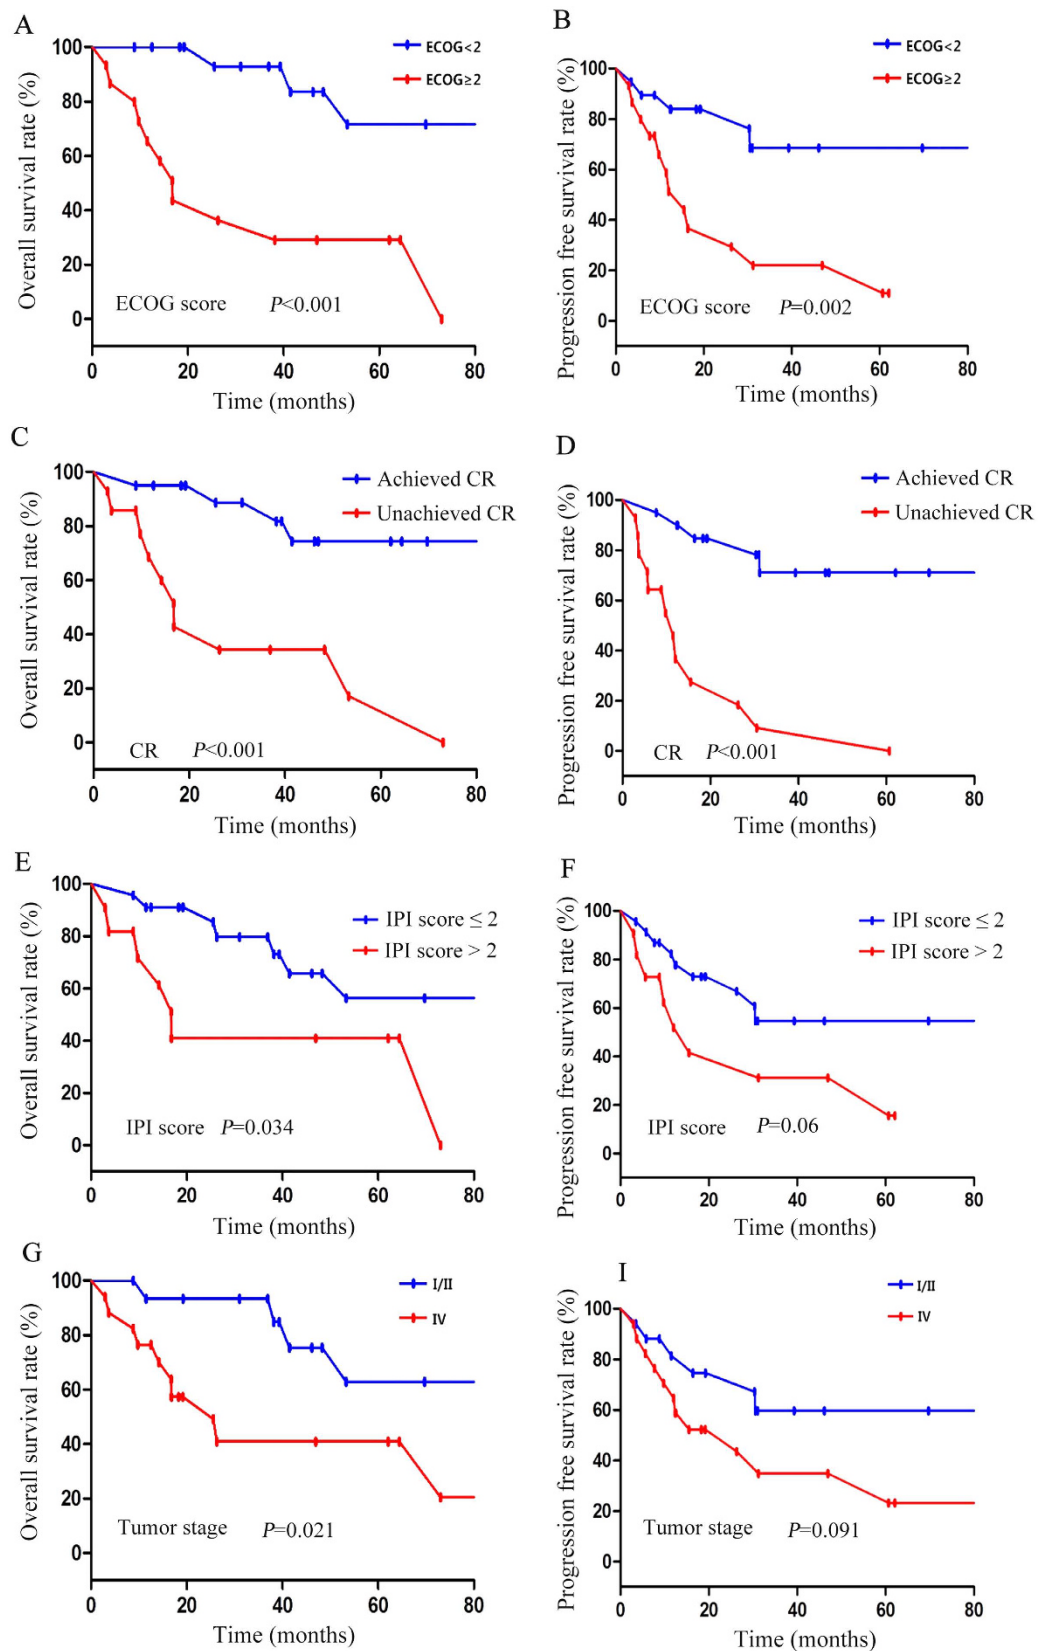 A
Overall survival rate (%)
100
80
60
40
20
0
ECOG<2
ECOG≥2
ECOG score P<0.001
0 20 40 60 80
Time (months)
B
Progression free survival rate (%)
100
80
60
40
20
0
ECOG<2
ECOG≥2
ECOG score P=0.002
0 20 40 60 80
Time (months)
C
Overall survival rate (%)
100
80
60
40
20
0
Achieved CR
Unachieved CR
CR P<0.001
0 20 40 60 80
Time (months)
D
Progression free survival rate (%)
100
80
60
40
20
0
Achieved CR
Unachieved CR
CR P<0.001
0 20 40 60 80
Time (months)
E
Overall survival rate (%)
100
80
60
40
20
0
IPI score ≤ 2
IPI score > 2
IPI score P=0.034
0 20 40 60 80
Time (months)
F
Progression free survival rate (%)
100
80
60
40
20
0
IPI score ≤ 2
IPI score > 2
IPI score P=0.06
0 20 40 60 80
Time (months)
G
Overall survival rate (%)
100
80
60
40
20
0
I/II
IV
Tumor stage P=0.021
0 20 40 60 80
Time (months)
I
Progression free survival rate (%)
100
80
60
40
20
0
I/II
IV
Tumor stage P=0.091
0 20 40 60 80
Time (months)